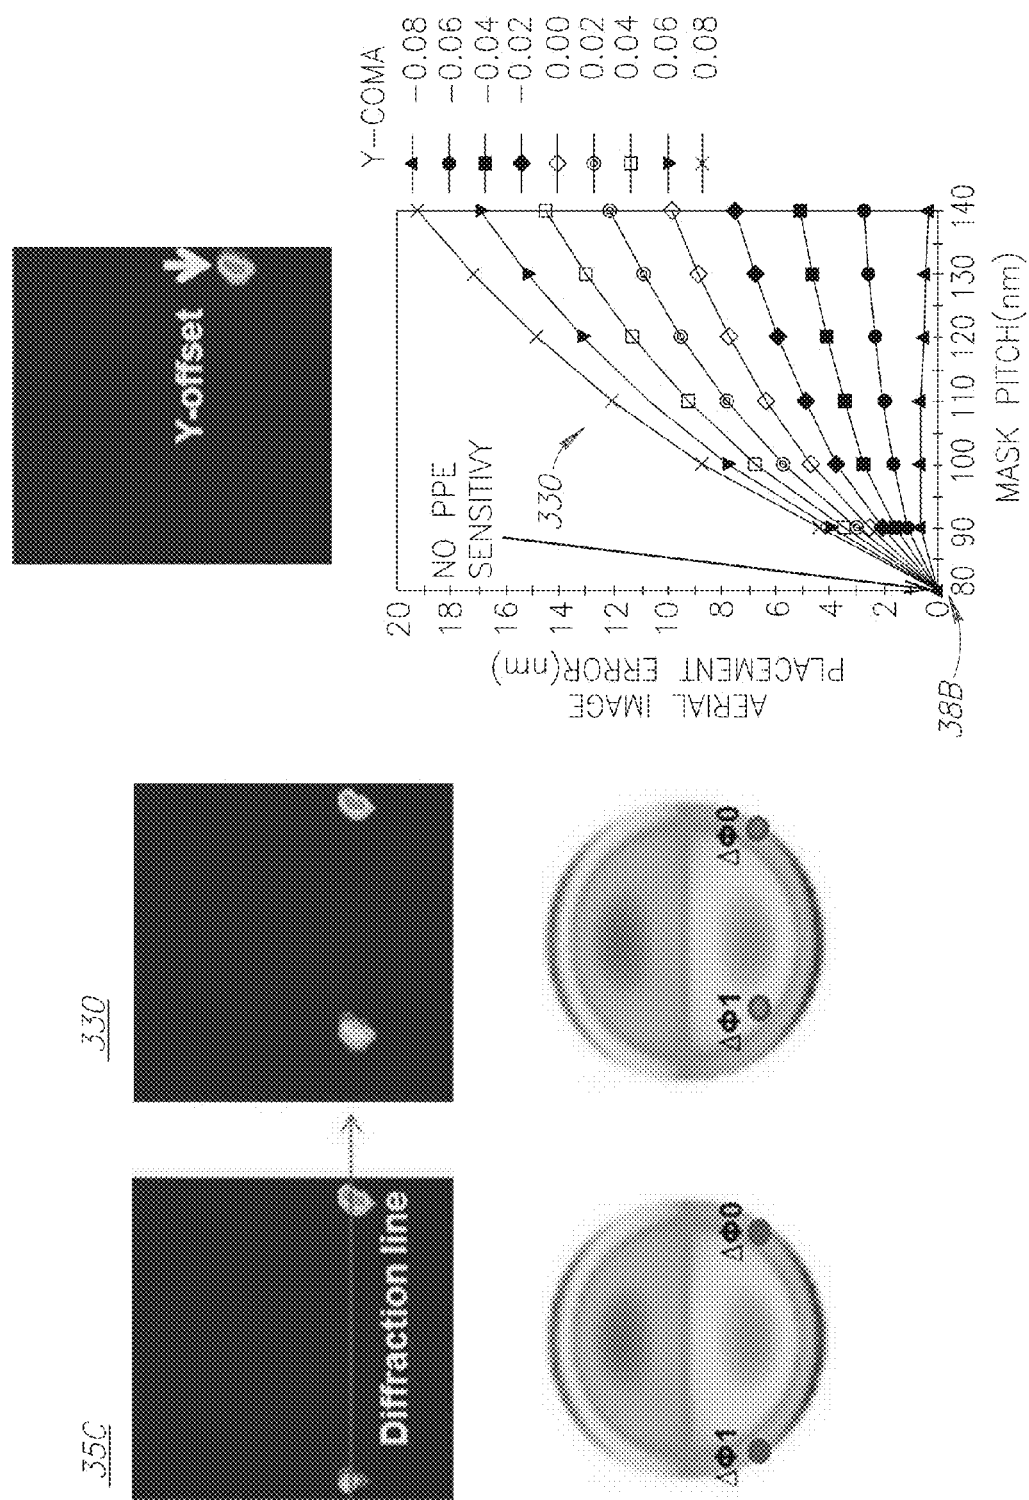 35C
330
Diffraction line
ΔΦ1
ΔΦ0
ΔΦ1
ΔΦ0
Y-offset
NO PPE
SENSITIVY
330
38B
AERIAL IMAGE
PLACEMENT ERROR(nm)
20
18
16
14
12
10
8
6
4
2
0
80 90 100 110 120 130 140
MASK PITCH(nm)
Y-COMA
-0.08
-0.06
-0.04
-0.02
0.00
0.02
0.04
0.06
0.08